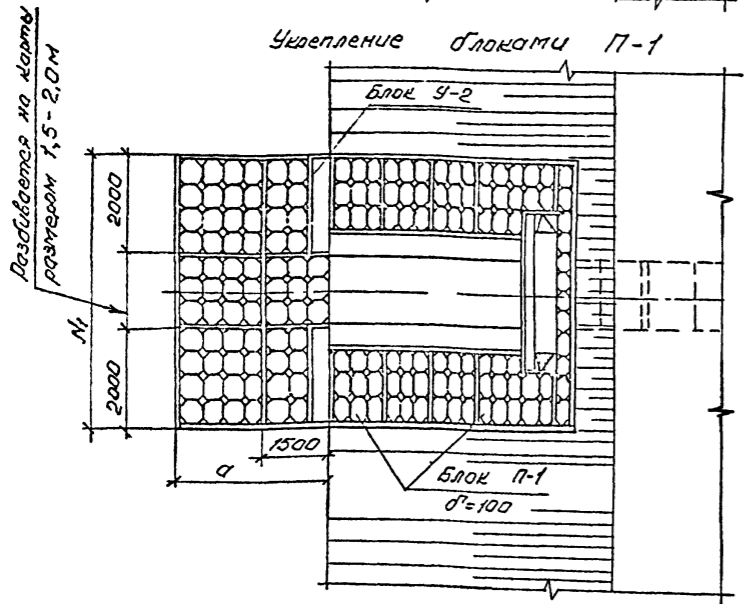 Укрепление блоками П-1
Разбивается на карты
размером 1,5-2,0м
Блок У-2
2000
N₁
2000
1500
a
Блок П-1
δ=100